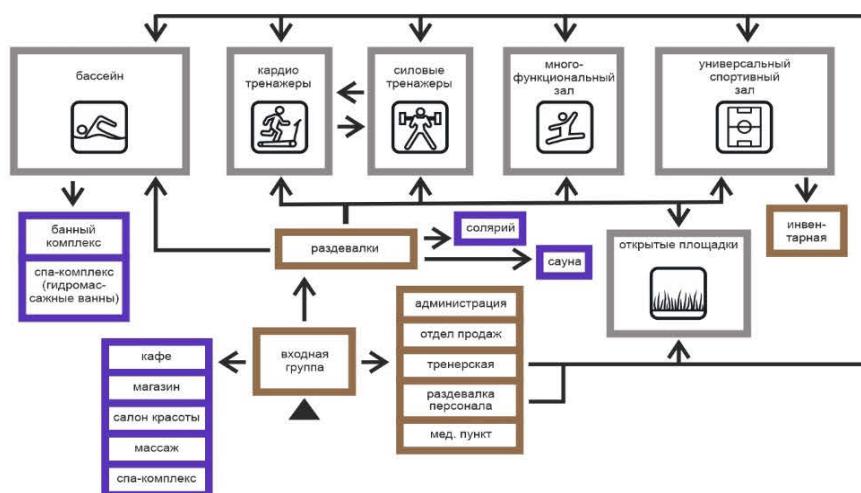 бассейн
кардио
тренажеры
силовые
тренажеры
много-
функциональный
зал
универсальный
спортивный
зал
банный
комплекс
спа-комплекс
(гидромас-
сажные ванны)
раздевалки
солярий
сауна
открытые площадки
инвен-
тарная
администрация
отдел продаж
тренерская
раздевалка
персонала
мед. пункт
входная
группа
кафе
магазин
салон красоты
массаж
спа-комплекс